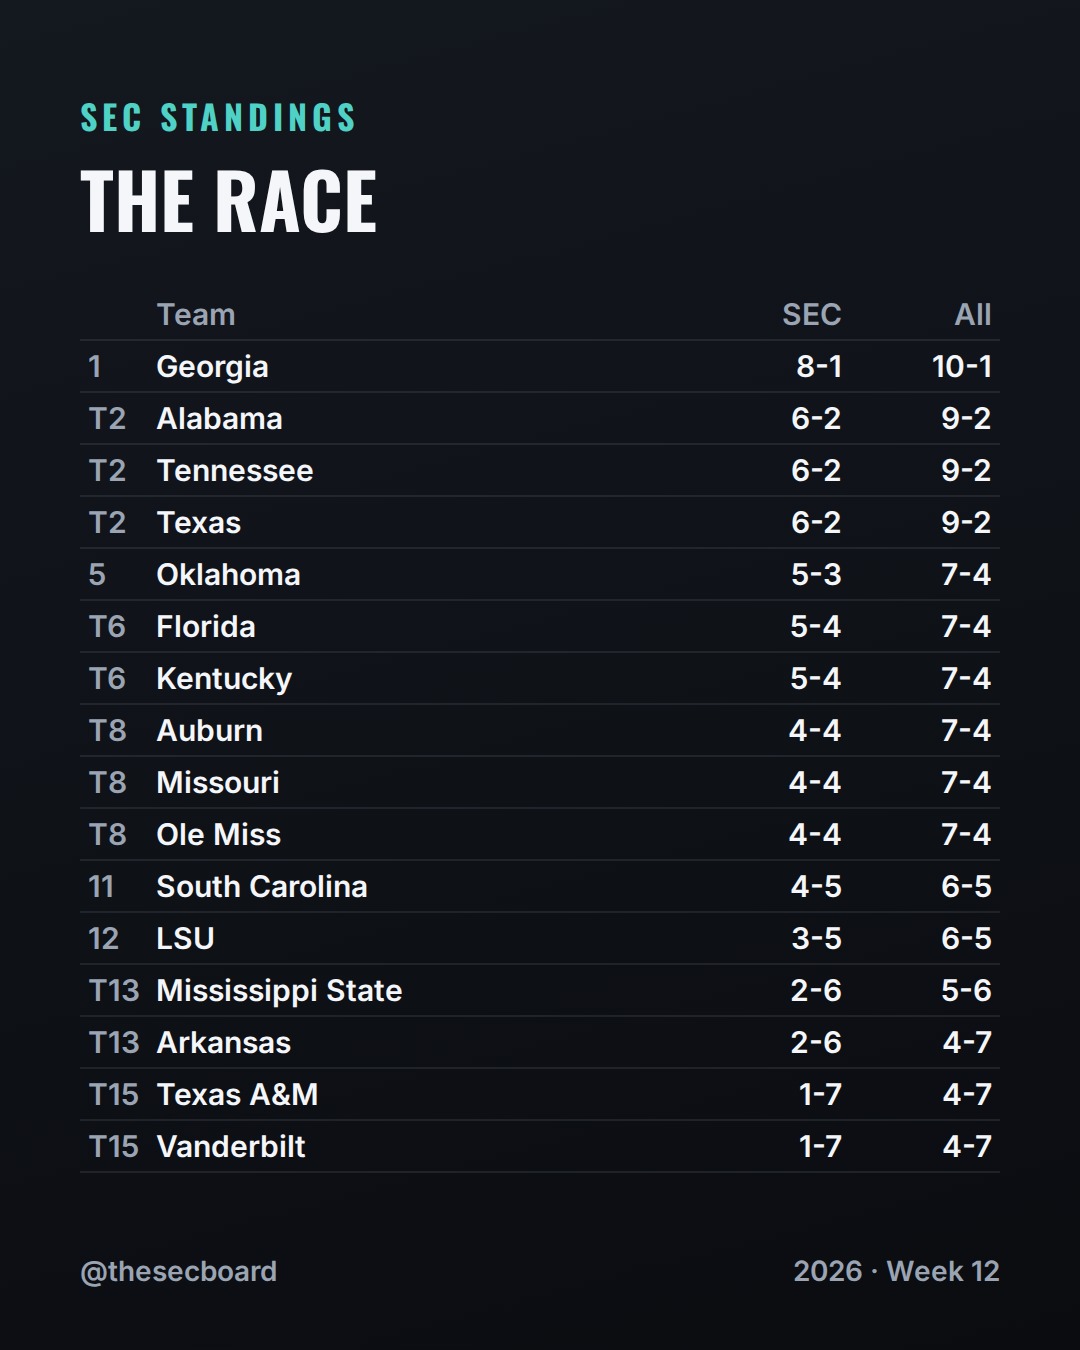 SEC STANDINGS
THE RACE
Team SEC All
1 Georgia 8-1 10-1
T2 Alabama 6-2 9-2
T2 Tennessee 6-2 9-2
T2 Texas 6-2 9-2
5 Oklahoma 5-3 7-4
T6 Florida 5-4 7-4
T6 Kentucky 5-4 7-4
T8 Auburn 4-4 7-4
T8 Missouri 4-4 7-4
T8 Ole Miss 4-4 7-4
11 South Carolina 4-5 6-5
12 LSU 3-5 6-5
T13 Mississippi State 2-6 5-6
T13 Arkansas 2-6 4-7
T15 Texas A&M 1-7 4-7
T15 Vanderbilt 1-7 4-7
@thesecboard 2026 · Week 12